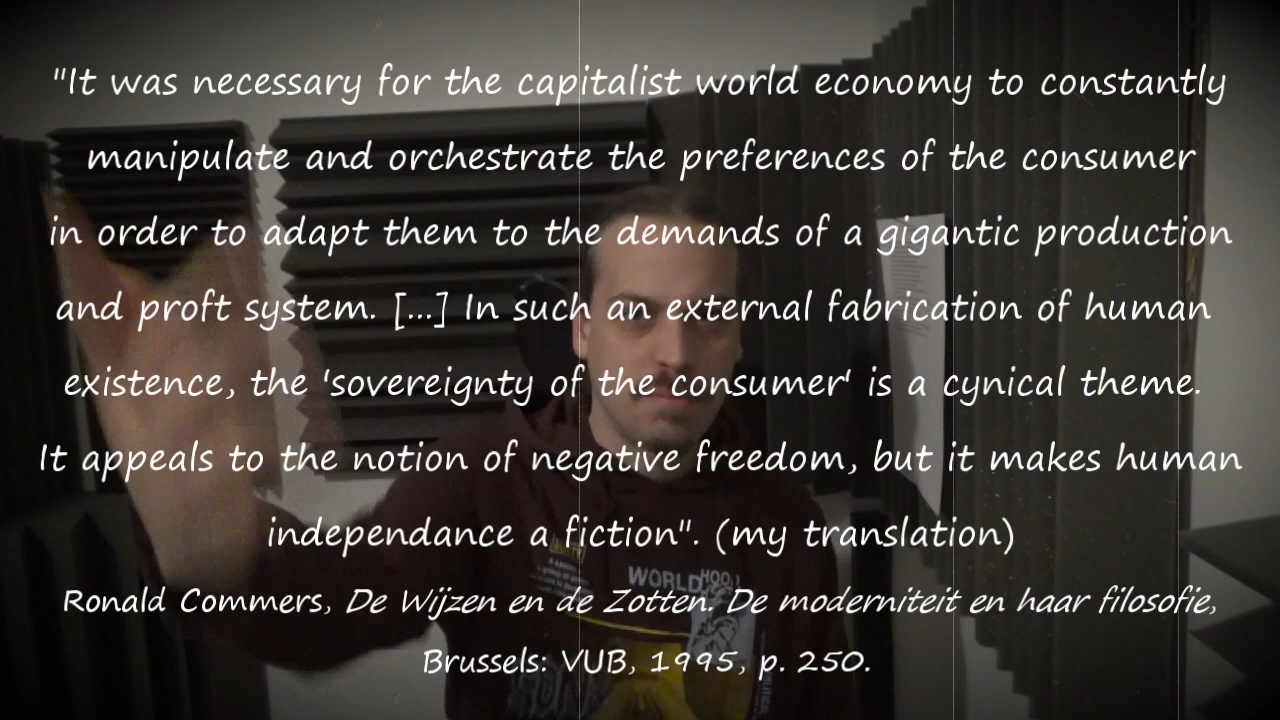 "It was necessary for the capitalist world economy to constantly
manipulate and orchestrate the preferences of the consumer
in order to adapt them to the demands of a gigantic production
and proft system. [...] In such an external fabrication of human
existence, the 'sovereignty of the consumer' is a cynical theme.
It appeals to the notion of negative freedom, but it makes human
independance a fiction". (my translation)
Ronald Commers, De Wijzen en de Zotten. De moderniteit en haar filosofie,
Brussels: VUB, 1995, p. 250.
WORLD